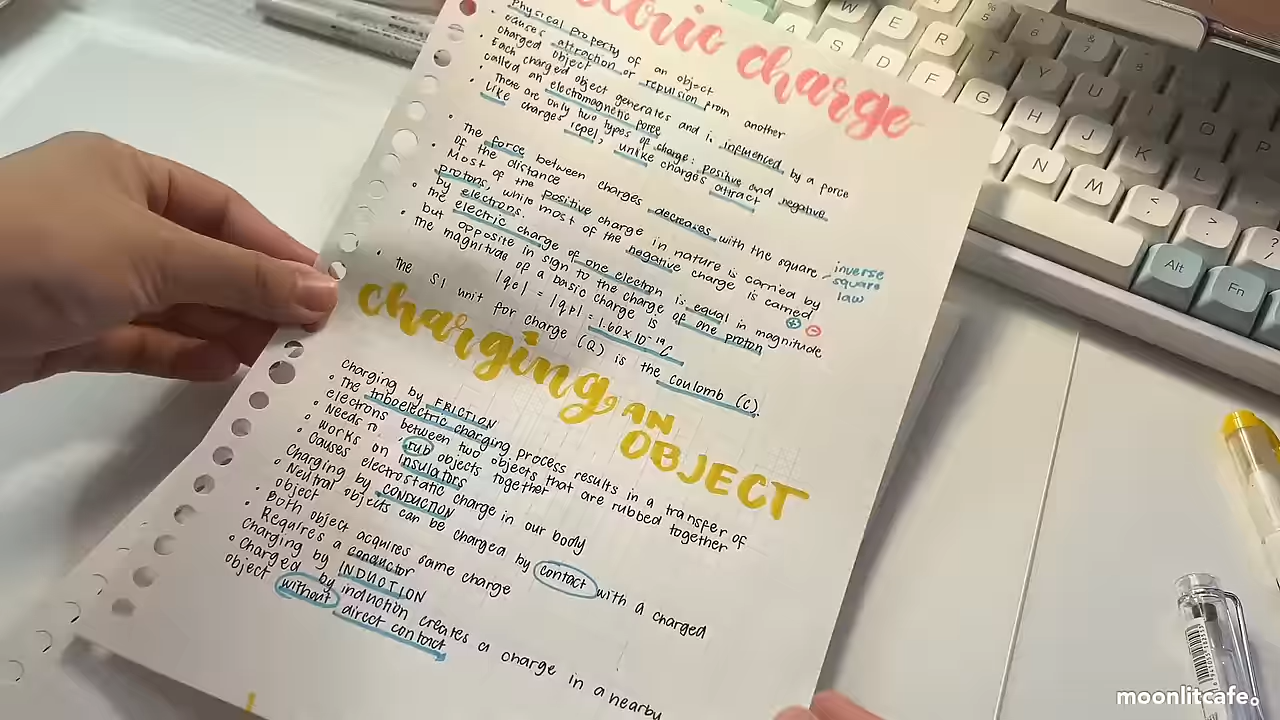 charge
Physical property of an object
causes attraction or repulsion from another
charged object
• Each charged object generates and is influenced by a force
called an electromagnetic force
• These are only two types of charge: positive and negative
Like charges repel, unlike charges attract
• The force between charges decreases with the square
of the distance
inverse
square
law
• Most of the positive charge in nature is carried by
protons, while most of the negative charge is carried
by electrons.
• the electric charge of one electron is equal in magnitude
but opposite in sign to the charge of one proton
• the magnitude of a basic charge is
|qe| = |qp| = 1.60 x 10⁻¹⁹C
• the SI unit for charge (Q) is the coulomb (C).
charging AN
OBJECT
Charging by FRICTION
• The triboelectric charging process results in a transfer of
electrons between two objects that are rubbed together
• Needs to rub objects together
• works on insulators
• Causes electrostatic charge in our body
Charging by CONDUCTION
• Neutral objects can be charged by contact with a charged
object
• Both object acquires same charge
• Requires a conductor
Charging by INDUCTION
• Charged by induction creates a charge in a nearby
object without direct contact
W
E
R
T
Y
U
I
O
P
A
S
D
F
G
H
J
K
L
N
M
<
,
>
.
?
Alt
Fn
moonlitcafe.